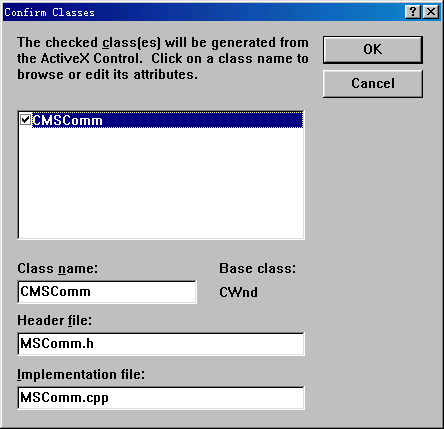 Confirm Classes
The checked class(es) will be generated from
the ActiveX Control. Click on a class name to
browse or edit its attributes.
OK
Cancel
CMSComm
Class name:
Base class:
CMSComm
CWnd
Header file:
MSComm.h
Implementation file:
MSComm.cpp